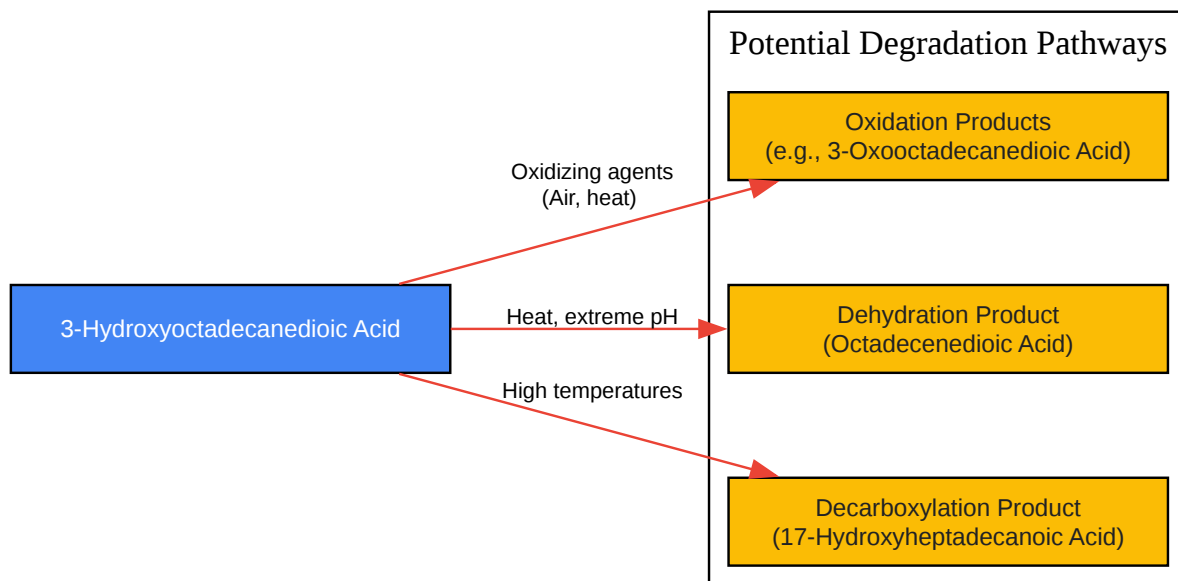 Potential Degradation Pathways
Oxidation Products
(e.g., 3-Oxooctadecanedioic Acid)
Oxidizing agents
(Air, heat)
3-Hydroxyoctadecanedioic Acid
Heat, extreme pH
Dehydration Product
(Octadecenedioic Acid)
High temperatures
Decarboxylation Product
(17-Hydroxyheptadecanoic Acid)